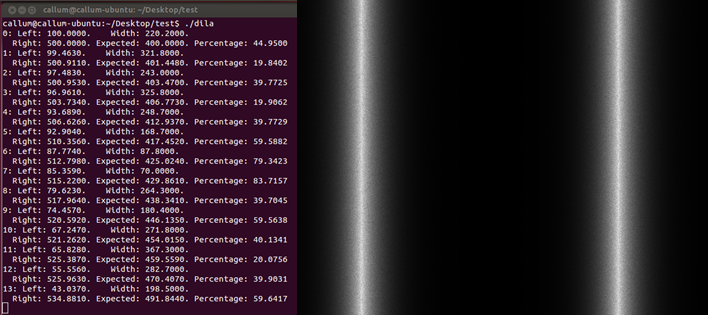 callum@callum-ubuntu: ~/Desktop/test
callum@callum-ubuntu:~/Desktop/test$ ./dila
0: Left: 100.0000. Width: 220.2000.
Right: 500.0000. Expected: 400.0000. Percentage: 44.9500
1: Left: 99.4630. Width: 321.8000.
Right: 500.9110. Expected: 401.4480. Percentage: 19.8402
2: Left: 97.4830. Width: 243.0000.
Right: 500.9530. Expected: 403.4700. Percentage: 39.7725
3: Left: 96.9610. Width: 325.8000.
Right: 503.7340. Expected: 406.7730. Percentage: 19.9062
4: Left: 93.6890. Width: 248.7000.
Right: 506.6260. Expected: 412.9370. Percentage: 39.7729
5: Left: 92.9040. Width: 168.7000.
Right: 510.3560. Expected: 417.4520. Percentage: 59.5882
6: Left: 87.7740. Width: 87.8000.
Right: 512.7980. Expected: 425.0240. Percentage: 79.3423
7: Left: 85.3590. Width: 70.0000.
Right: 515.2200. Expected: 429.8610. Percentage: 83.7157
8: Left: 79.6230. Width: 264.3000.
Right: 517.9640. Expected: 438.3410. Percentage: 39.7045
9: Left: 74.4570. Width: 180.4000.
Right: 520.5920. Expected: 446.1350. Percentage: 59.5638
10: Left: 67.2470. Width: 271.8000.
Right: 521.2620. Expected: 454.0150. Percentage: 40.1341
11: Left: 65.8280. Width: 367.3000.
Right: 525.3870. Expected: 459.5590. Percentage: 20.0756
12: Left: 55.5560. Width: 282.7000.
Right: 525.9630. Expected: 470.4070. Percentage: 39.9031
13: Left: 43.0370. Width: 198.5000.
Right: 534.8810. Expected: 491.8440. Percentage: 59.6417